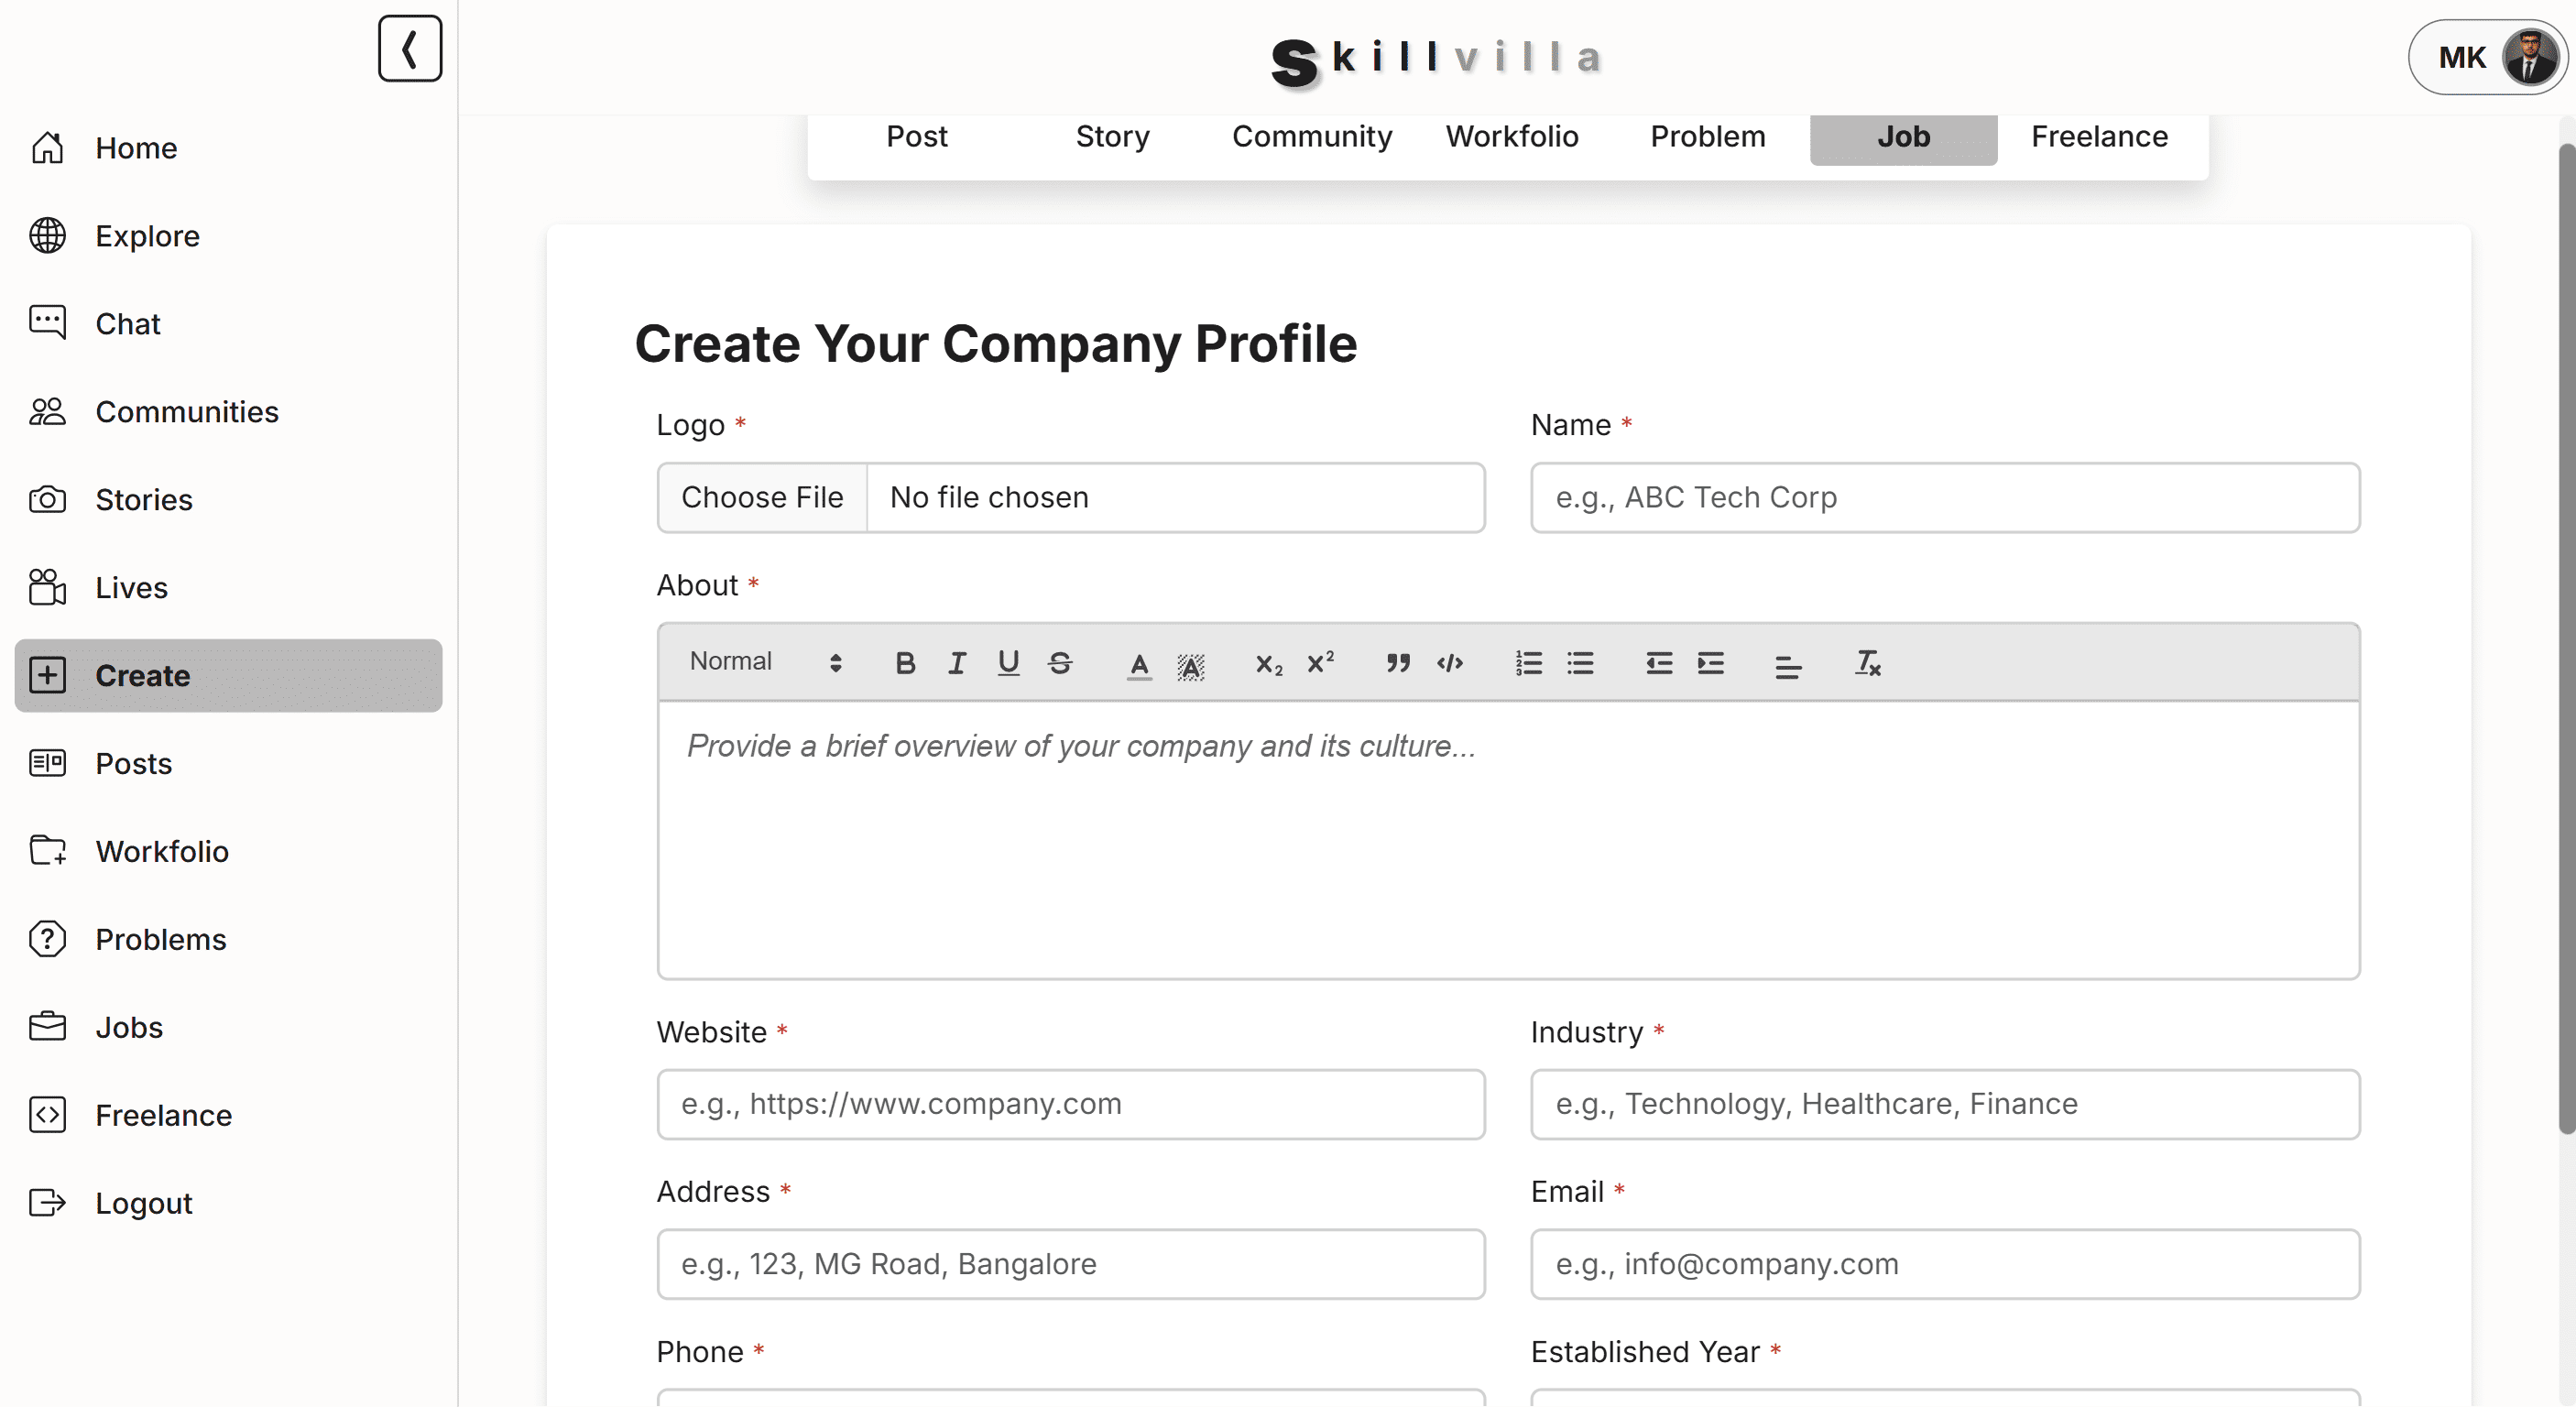 Skillvilla
MK
Home
Explore
Chat
Communities
Stories
Lives
Create
Posts
Workfolio
Problems
Jobs
Freelance
Logout
Post Story Community Workfolio Problem Job Freelance
Create Your Company Profile
Logo * Name *
Choose File No file chosen e.g., ABC Tech Corp
About *
Normal
Provide a brief overview of your company and its culture...
Website * Industry *
e.g., https://www.company.com e.g., Technology, Healthcare, Finance
Address * Email *
e.g., 123, MG Road, Bangalore e.g., info@company.com
Phone * Established Year *